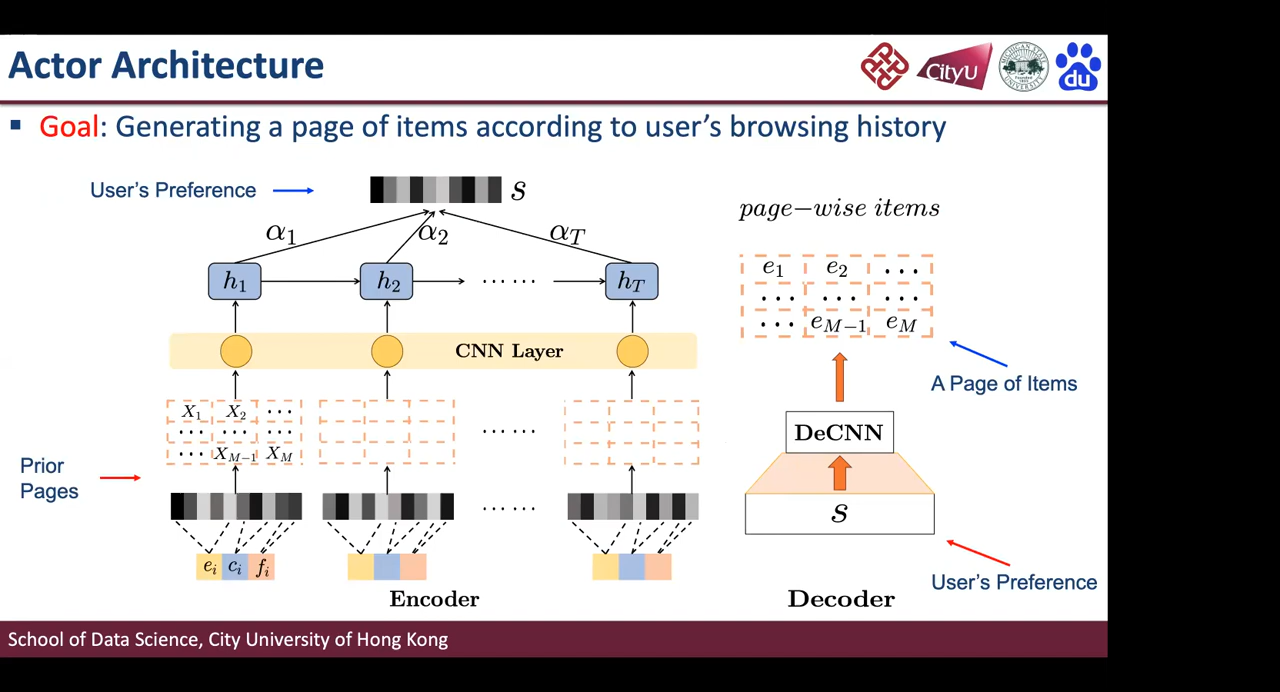 Actor Architecture
CityU
MICHIGAN STATE UNIVERSITY
du
▪ Goal: Generating a page of items according to user's browsing history
User's Preference
s
α1
α2
αT
h1
h2
......
hT
CNN Layer
X1 X2 ...
... ... ...
... XM−1 XM
......
Prior
Pages
......
ei ci fi
Encoder
page−wise items
e1 e2 ...
... ... ...
... eM−1 eM
A Page of Items
DeCNN
s
User's Preference
Decoder
School of Data Science, City University of Hong Kong